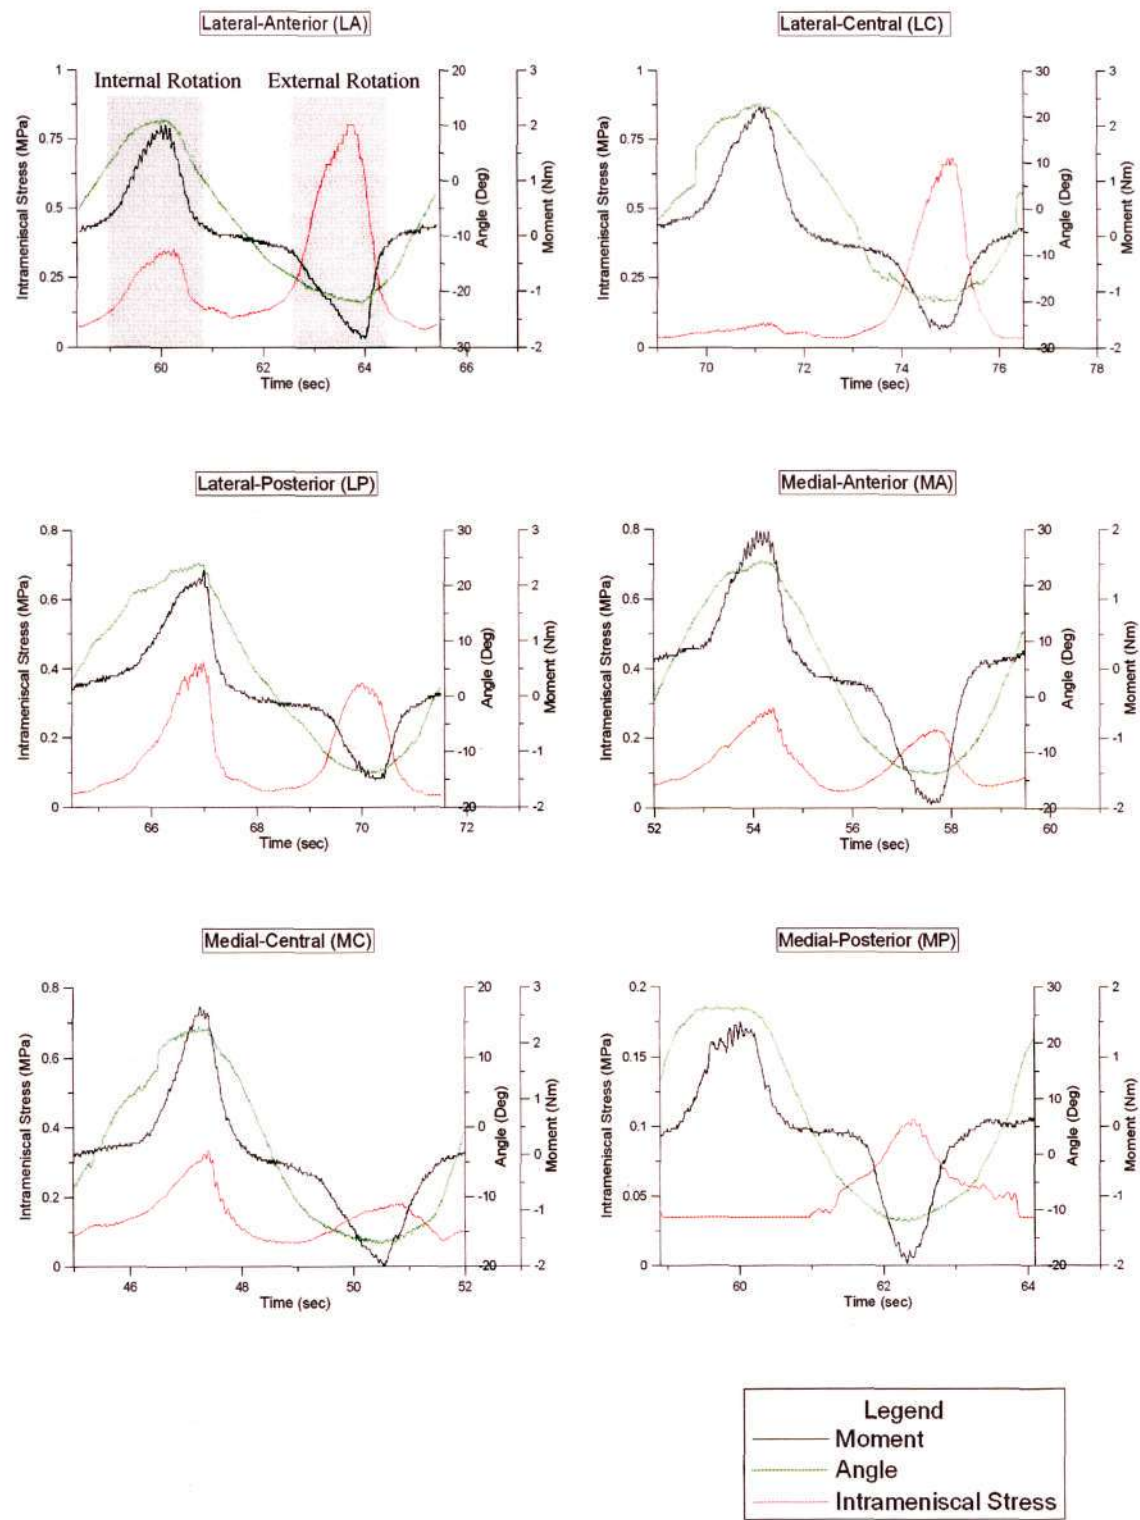 Lateral-Anterior (LA)
Internal Rotation External Rotation
Intrameniscal Stress (MPa)
1
0.75
0.5
0.25
0
60 62 64 66
Time (sec)
20
10
0
-10
-20
-30
Angle (Deg)
3
2
1
0
-1
-2
Moment (Nm)
Lateral-Central (LC)
Intrameniscal Stress (MPa)
1
0.75
0.5
0.25
0
70 72 74 76 78
Time (sec)
30
20
10
0
-10
-20
-30
Angle (Deg)
3
2
1
0
-1
-2
Moment (Nm)
Lateral-Posterior (LP)
Intrameniscal Stress (MPa)
0.8
0.6
0.4
0.2
0
66 68 70 72
Time (sec)
30
20
10
0
-10
-20
Angle (Deg)
3
2
1
0
-1
-2
Moment (Nm)
Medial-Anterior (MA)
Intrameniscal Stress (MPa)
0.8
0.6
0.4
0.2
0
52 54 56 58 60
Time (sec)
30
20
10
0
-10
-20
Angle (Deg)
2
1
0
-1
-2
Moment (Nm)
Medial-Central (MC)
Intrameniscal Stress (MPa)
0.8
0.6
0.4
0.2
0
46 48 50 52
Time (sec)
20
10
0
-10
-20
Angle (Deg)
3
2
1
0
-1
-2
Moment (Nm)
Medial-Posterior (MP)
Intrameniscal Stress (MPa)
0.2
0.15
0.1
0.05
0
60 62 64
Time (sec)
30
20
10
0
-10
-20
Angle (Deg)
2
1
0
-1
-2
Moment (Nm)
Legend
Moment
Angle
Intrameniscal Stress